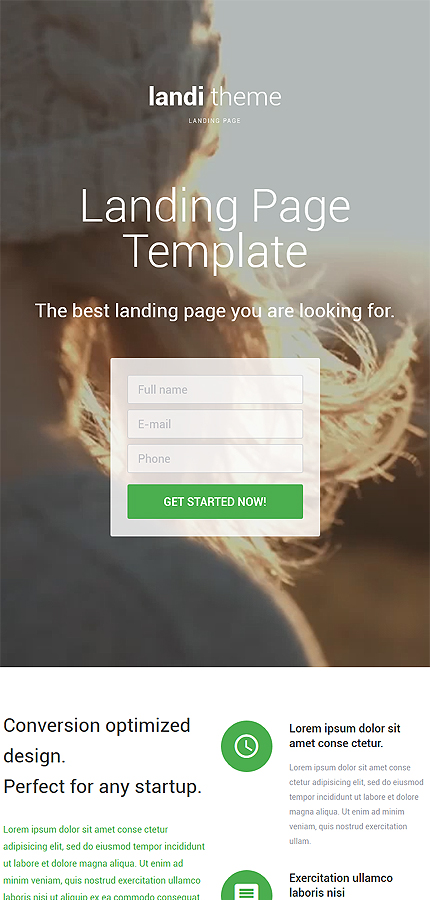 landi theme
LANDING PAGE
Landing Page
Template
The best landing page you are looking for.
Full name
E-mail
Phone
GET STARTED NOW!
Conversion optimized
design.
Perfect for any startup.
Lorem ipsum dolor sit amet conse ctetur
adipisicing elit, sed do eiusmod tempor incididunt
ut labore et dolore magna aliqua. Ut enim ad
minim veniam, quis nostrud exercitation ullamco
laboris nisi ut aliquip ex ea commodo consequat
Lorem ipsum dolor sit
amet conse ctetur.
Lorem ipsum dolor sit amet conse
ctetur adipisicing elit, sed do eiusmod
tempor incididunt ut labore et dolore
magna aliqua. Ut enim ad minim
veniam, quis nostrud exercitation
ullam.
Exercitation ullamco
laboris nisi